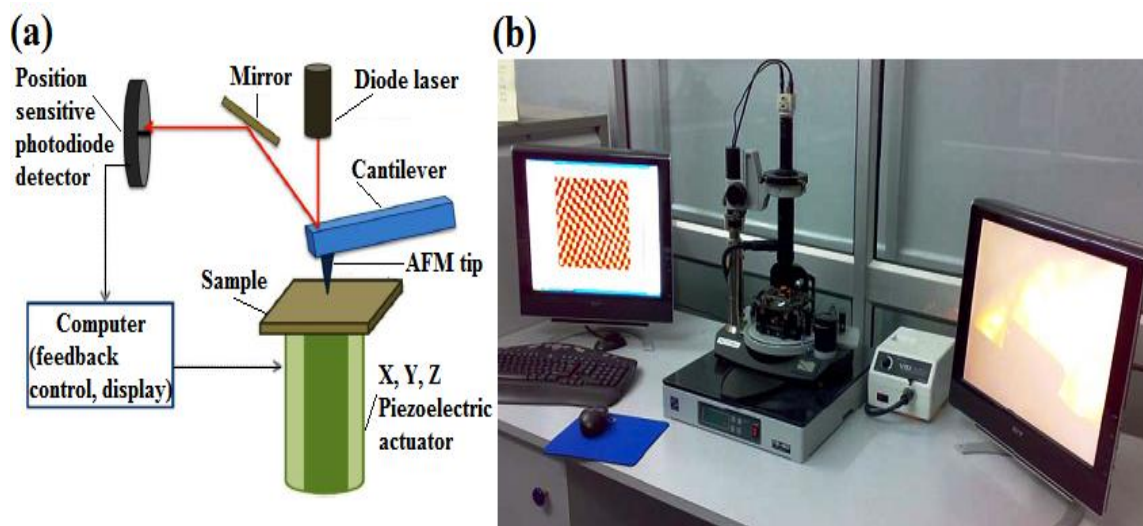 (a)
Position
sensitive
photodiode
detector
Mirror
Diode laser
Cantilever
AFM tip
Sample
Computer
(feedback
control, display)
X, Y, Z
Piezoelectric
actuator
(b)